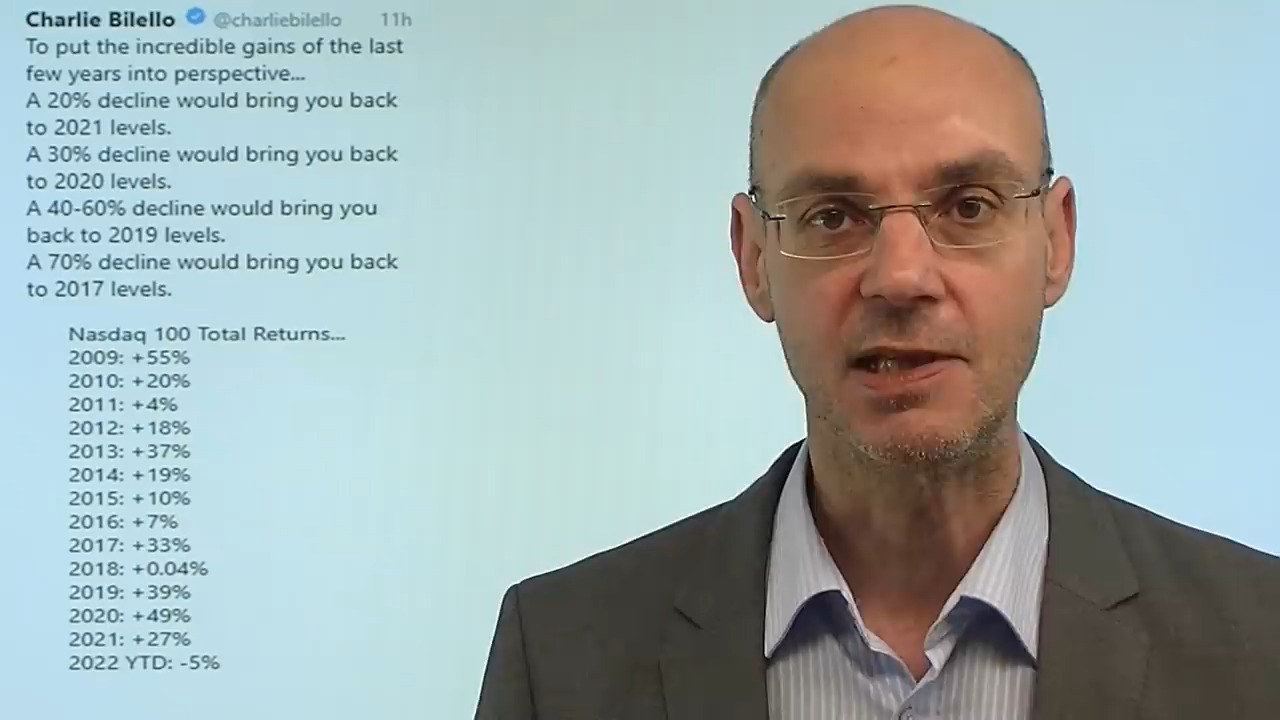 Charlie Bilello @charliebilello 11h
To put the incredible gains of the last
few years into perspective...
A 20% decline would bring you back
to 2021 levels.
A 30% decline would bring you back
to 2020 levels.
A 40-60% decline would bring you
back to 2019 levels.
A 70% decline would bring you back
to 2017 levels.
Nasdaq 100 Total Returns...
2009: +55%
2010: +20%
2011: +4%
2012: +18%
2013: +37%
2014: +19%
2015: +10%
2016: +7%
2017: +33%
2018: +0.04%
2019: +39%
2020: +49%
2021: +27%
2022 YTD: -5%